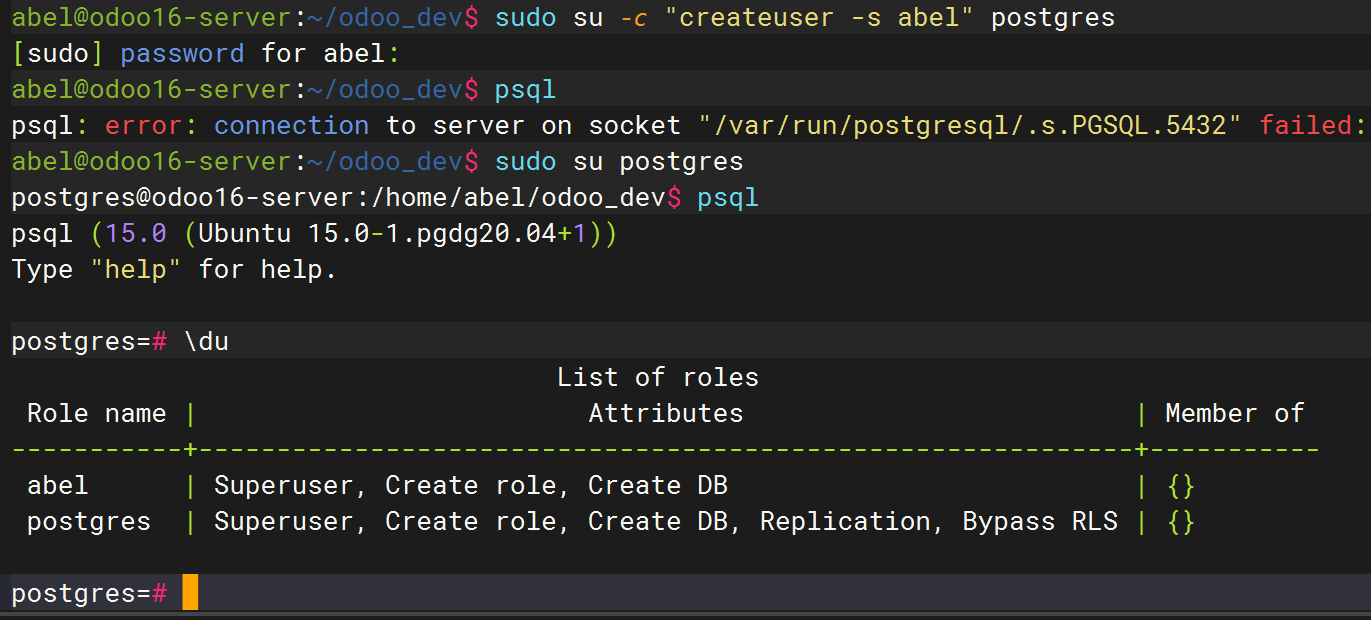 abel@odoo16-server:~/odoo_dev$ sudo su -c "createuser -s abel" postgres
[sudo] password for abel:
abel@odoo16-server:~/odoo_dev$ psql
psql: error: connection to server on socket "/var/run/postgresql/.s.PGSQL.5432" failed:
abel@odoo16-server:~/odoo_dev$ sudo su postgres
postgres@odoo16-server:/home/abel/odoo_dev$ psql
psql (15.0 (Ubuntu 15.0-1.pgdg20.04+1))
Type "help" for help.
postgres=# \du
                                   List of roles
 Role name |                         Attributes                         | Member of
-----------+------------------------------------------------------------+-----------
 abel      | Superuser, Create role, Create DB                          | {}
 postgres  | Superuser, Create role, Create DB, Replication, Bypass RLS | {}
postgres=#